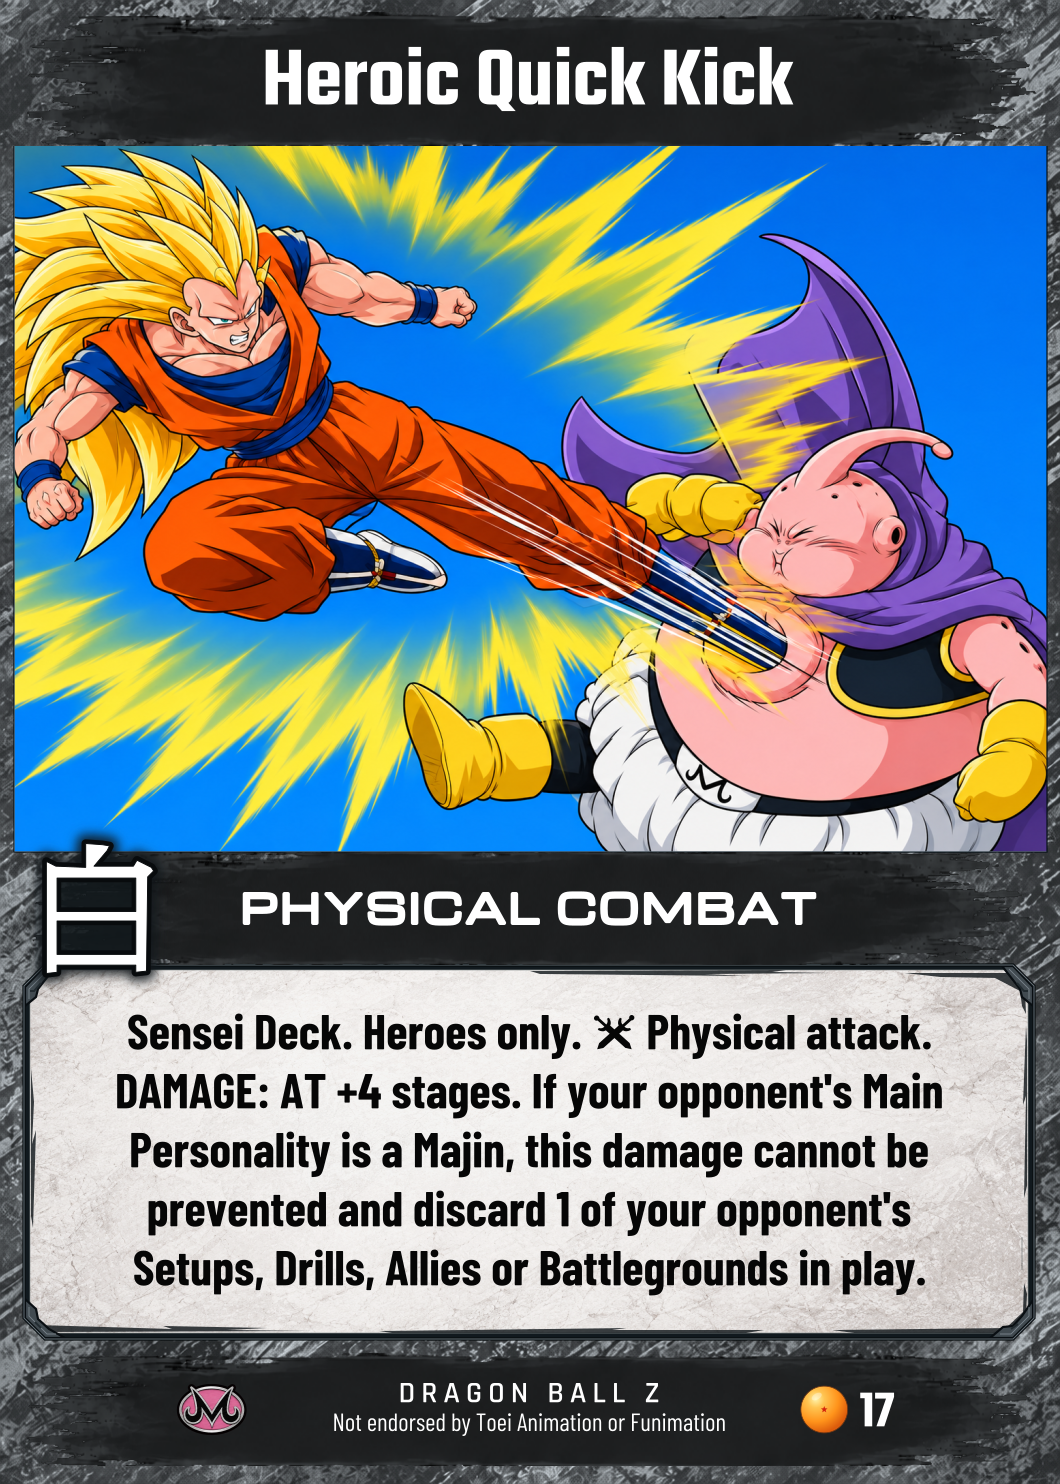 Heroic Quick Kick
白
PHYSICAL COMBAT
Sensei Deck. Heroes only. Physical attack.
DAMAGE: AT +4 stages. If your opponent's Main
Personality is a Majin, this damage cannot be
prevented and discard 1 of your opponent's
Setups, Drills, Allies or Battlegrounds in play.
DRAGON BALL Z
Not endorsed by Toei Animation or Funimation
17